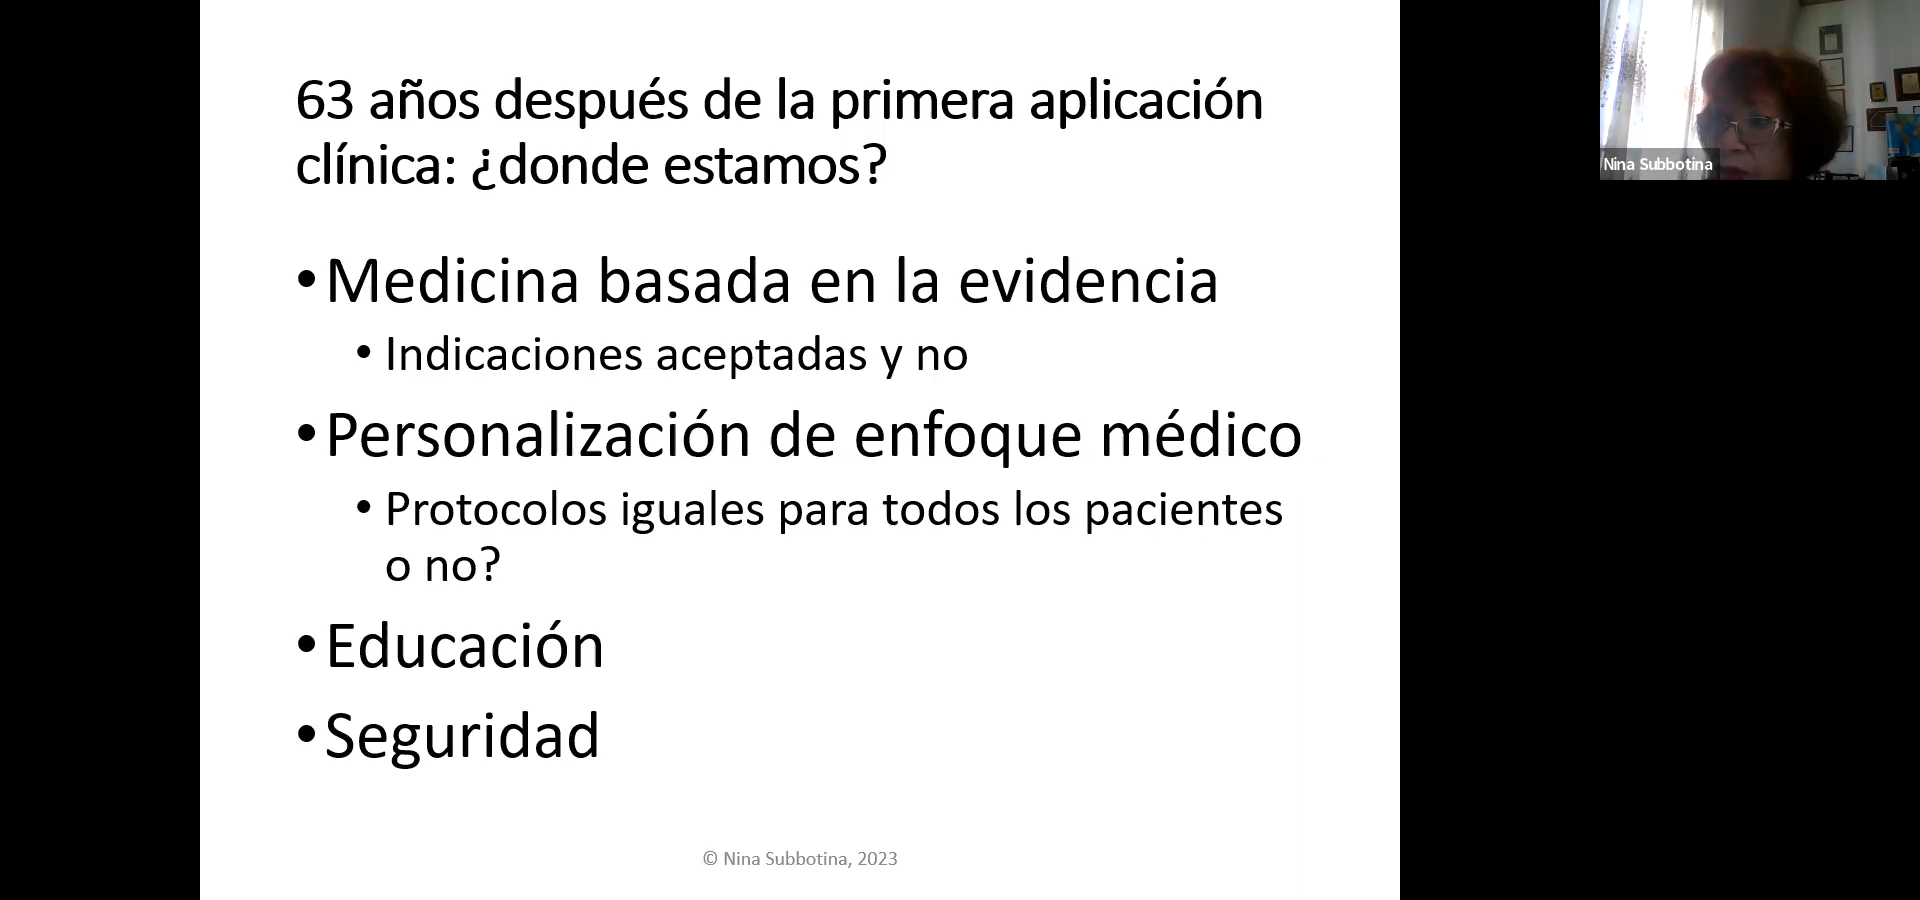 63 años después de la primera aplicación
clínica: ¿donde estamos?
•Medicina basada en la evidencia
• Indicaciones aceptadas y no
•Personalización de enfoque médico
• Protocolos iguales para todos los pacientes
o no?
•Educación
•Seguridad
© Nina Subbotina, 2023
Nina Subbotina